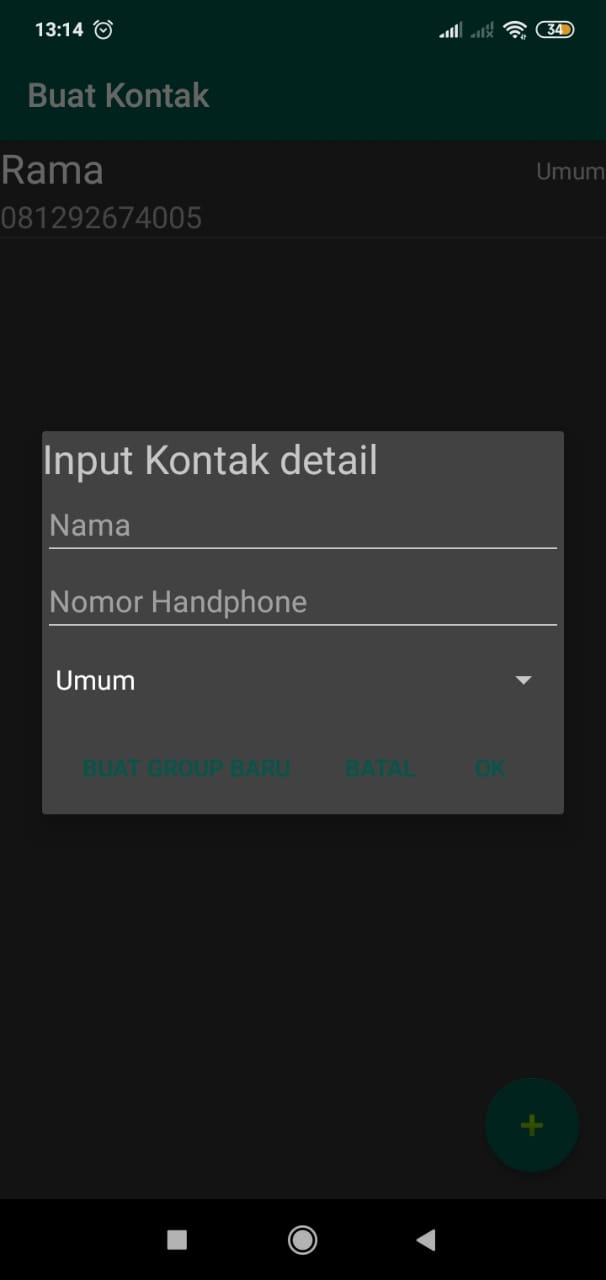 13:14 34
Buat Kontak
Rama Umum
081292674005
Input Kontak detail
Nama
Nomor Handphone
Umum
BUAT GROUP BARU BATAL OK